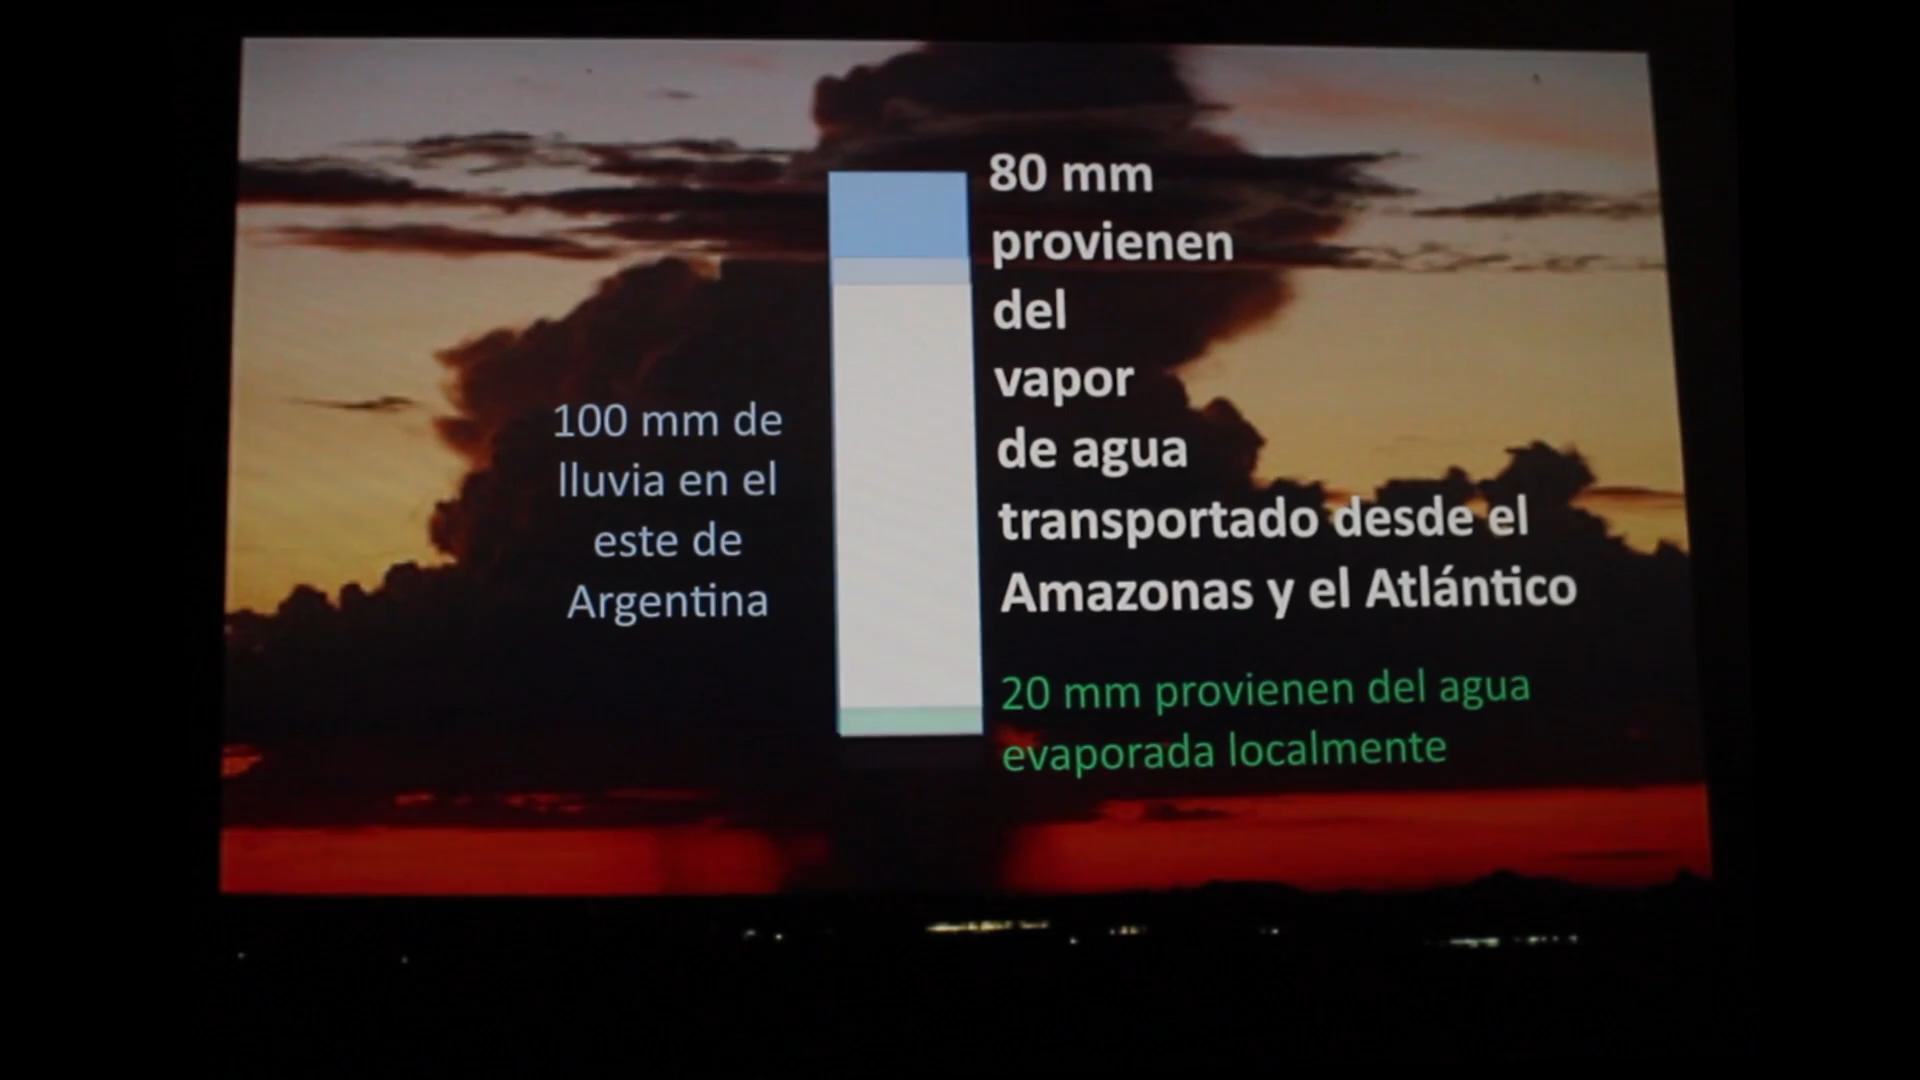 100 mm de
lluvia en el
este de
Argentina
80 mm
provienen
del
vapor
de agua
transportado desde el
Amazonas y el Atlántico
20 mm provienen del agua
evaporada localmente